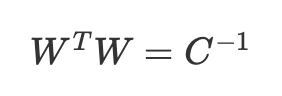 $W^T W = C^{-1}$